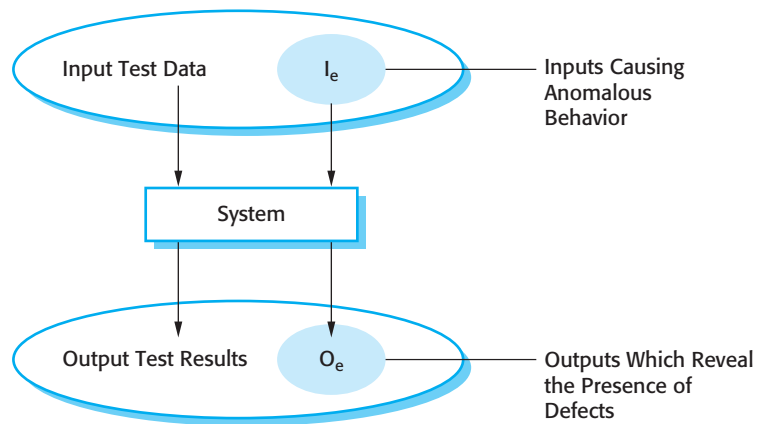 Input Test Data
Iₑ
Inputs Causing
Anomalous
Behavior
System
Output Test Results
Oₑ
Outputs Which Reveal
the Presence of
Defects